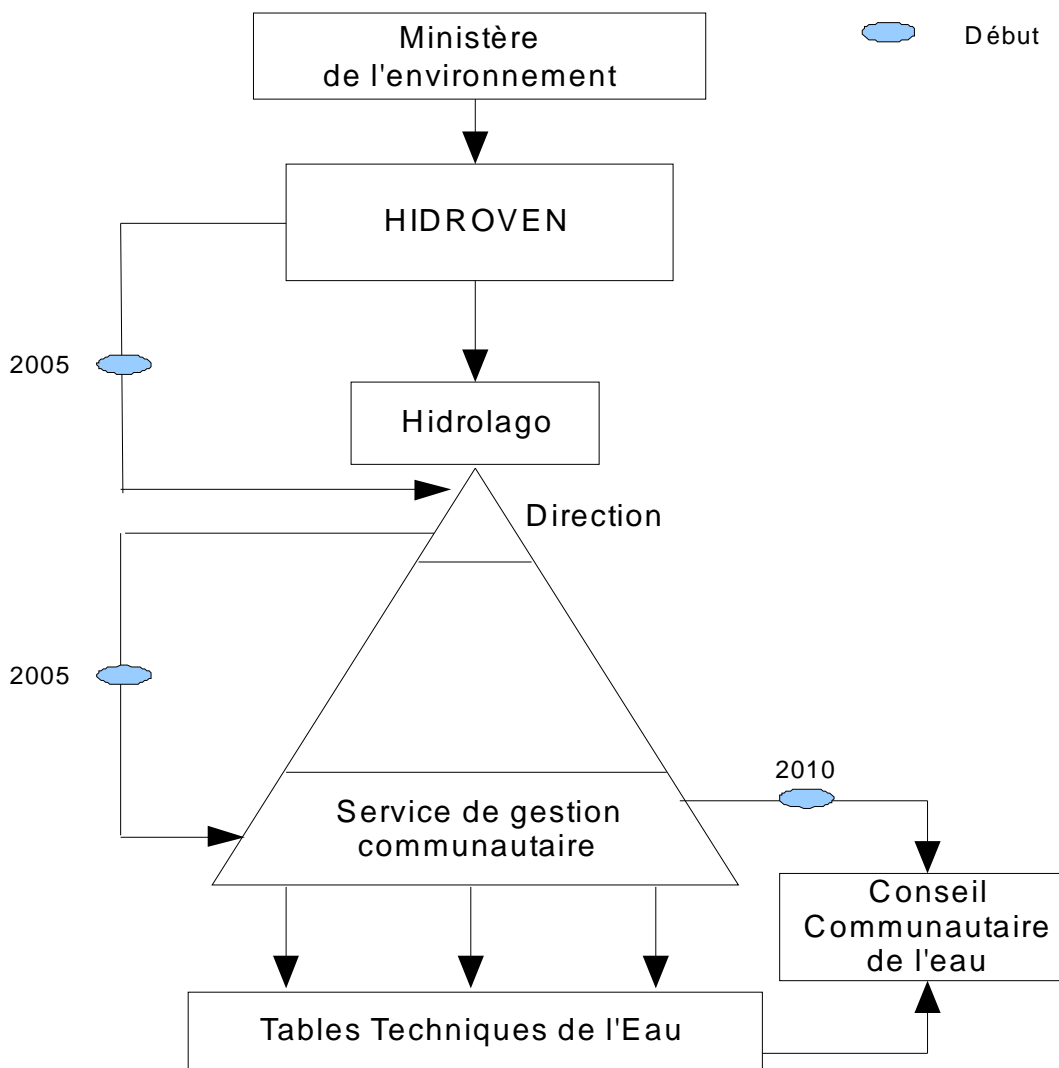 Ministère
de l'environnement
Début
HIDROVEN
2005
Hidrolago
Direction
2005
2010
Service de gestion
communautaire
Conseil
Communautaire
de l'eau
Tables Techniques de l'Eau